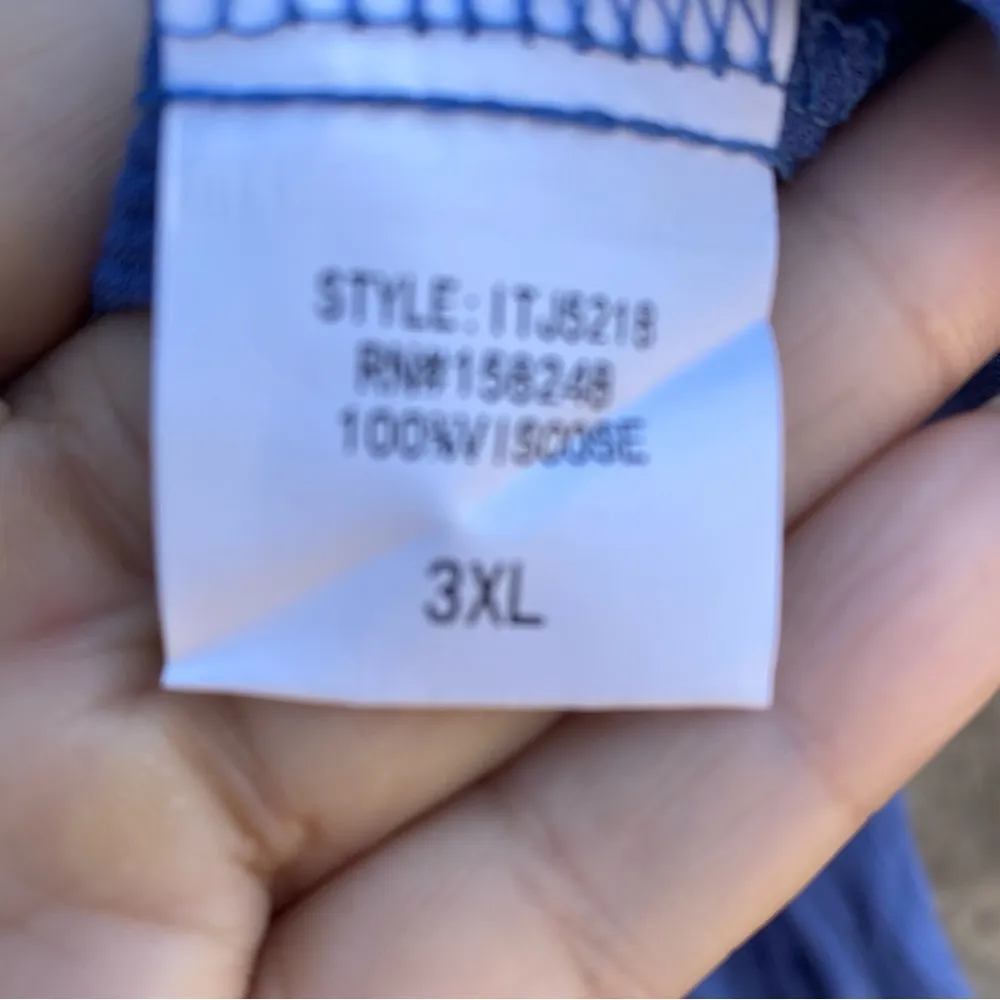 STYLE: ITJ5218
RN#158248
100%VISCOSE
3XL